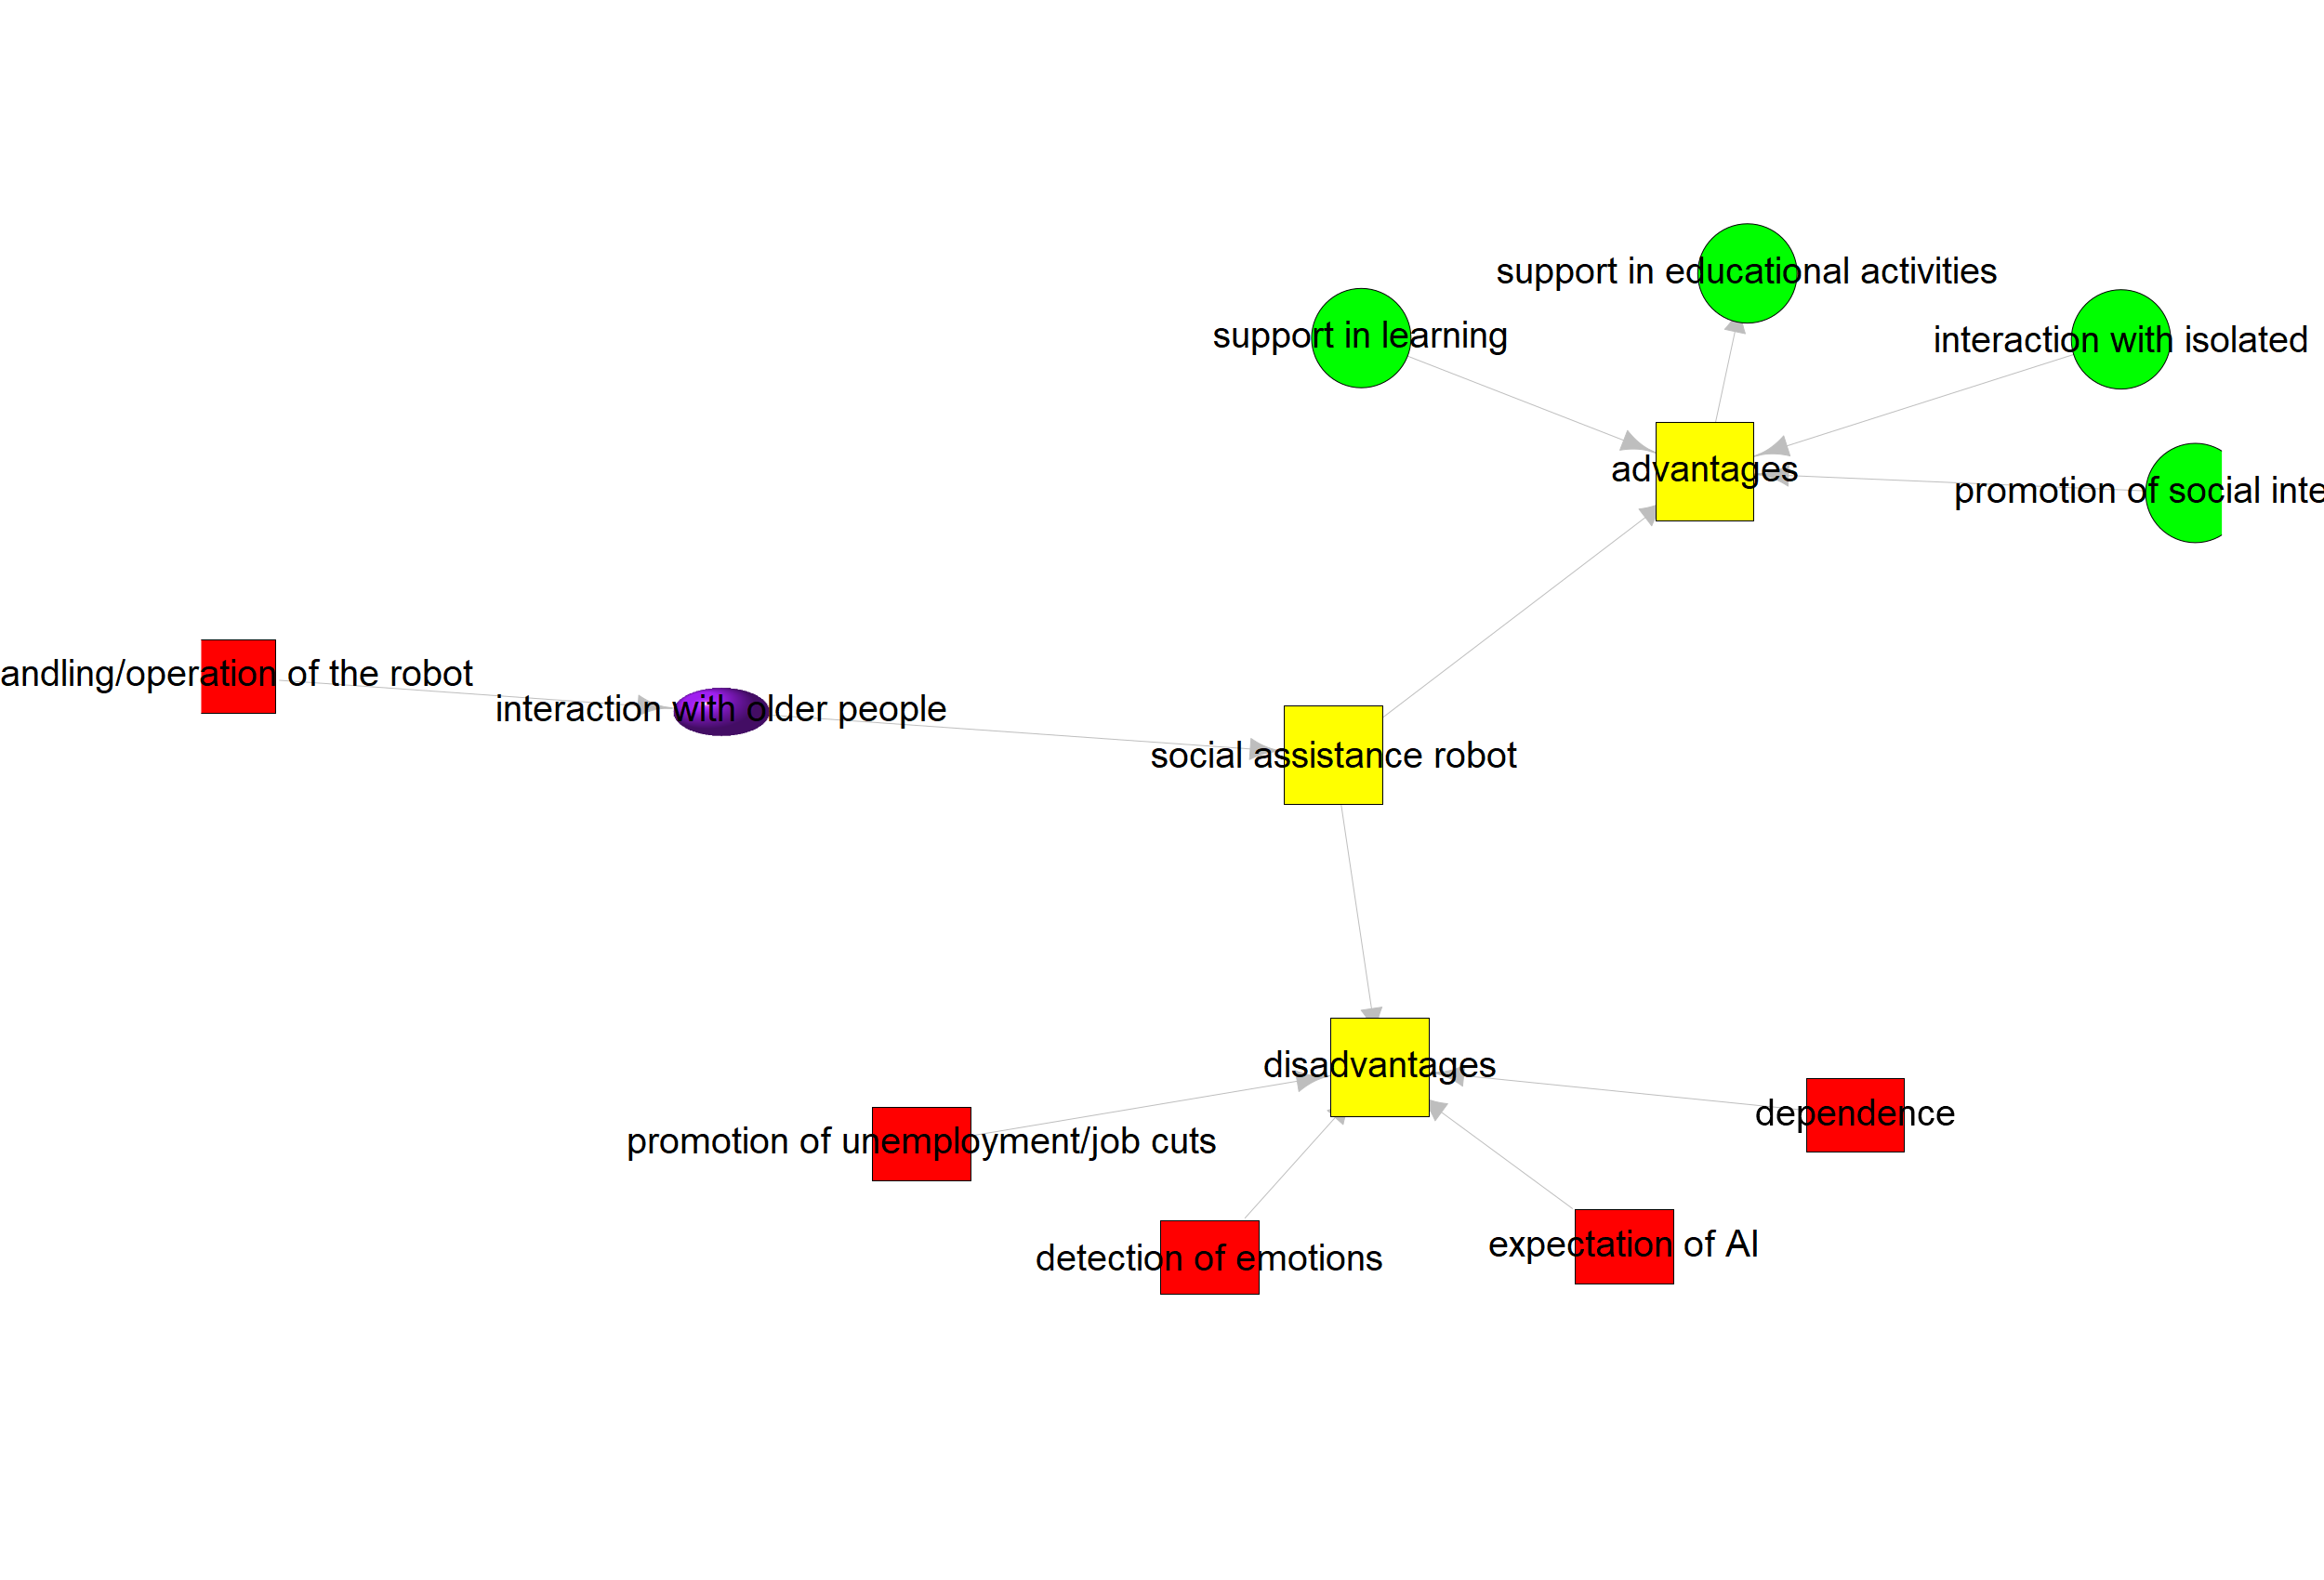 support in educational activities
support in learning
interaction with isolated
advantages
promotion of social inte
andling/operation of the robot
interaction with older people
social assistance robot
disadvantages
dependence
promotion of unemployment/job cuts
expectation of AI
detection of emotions